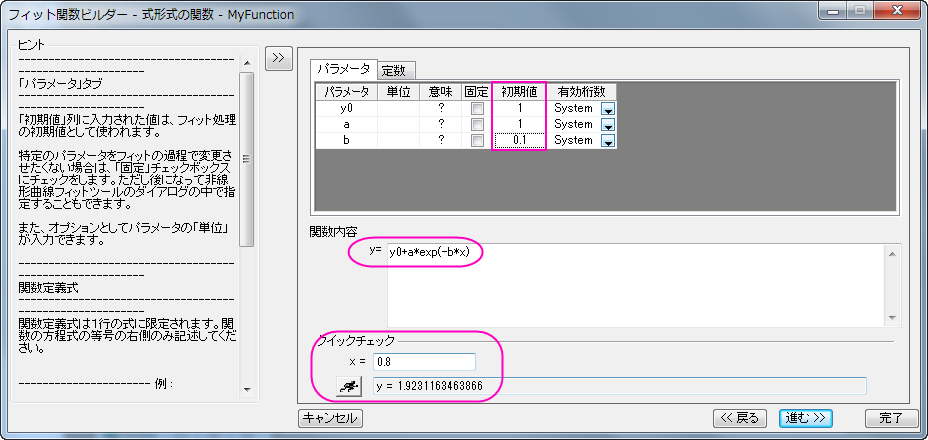 フィット関数ビルダー - 式形式の関数 - MyFunction
ヒント
-------------------------------------
---------------------
「パラメータ」タブ
-------------------------------------
---------------------
「初期値」列に入力された値は、フィット処理
の初期値として使われます。
特定のパラメータをフィットの過程で変更さ
せたくない場合は、「固定」チェックボックス
にチェックをします。ただし後になって非線
形曲線フィットツールのダイアログの中で指
定することもできます。
また、オプションとしてパラメータの「単位」
が入力できます。
-------------------------------------
---------------------
関数定義式
-------------------------------------
---------------------
関数定義式は1行の式に限定されます。関
数の方程式の等号の右側のみ記述してくだ
さい。
---------------------- 例 :
>>
パラメータ 定数
パラメータ 単位 意味 固定 初期値 有効桁数
y0 ? 1 System
a ? 1 System
b ? 0.1 System
関数内容
y= y0+a*exp(-b*x)
クイックチェック
x = 0.8
y = 1.9231163463866
キャンセル << 戻る 進む >> 完了